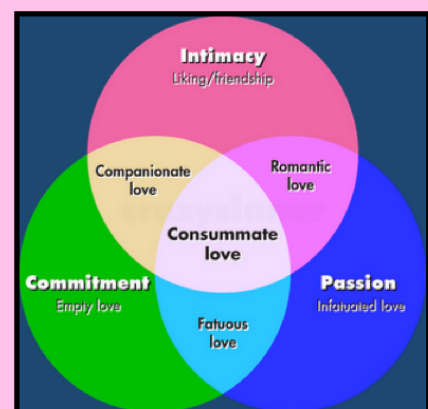 Intimacy
Liking/friendship
Companionate
love
Romantic
love
Consummate
love
Commitment
Empty love
Passion
Infatuated love
Fatuous
love